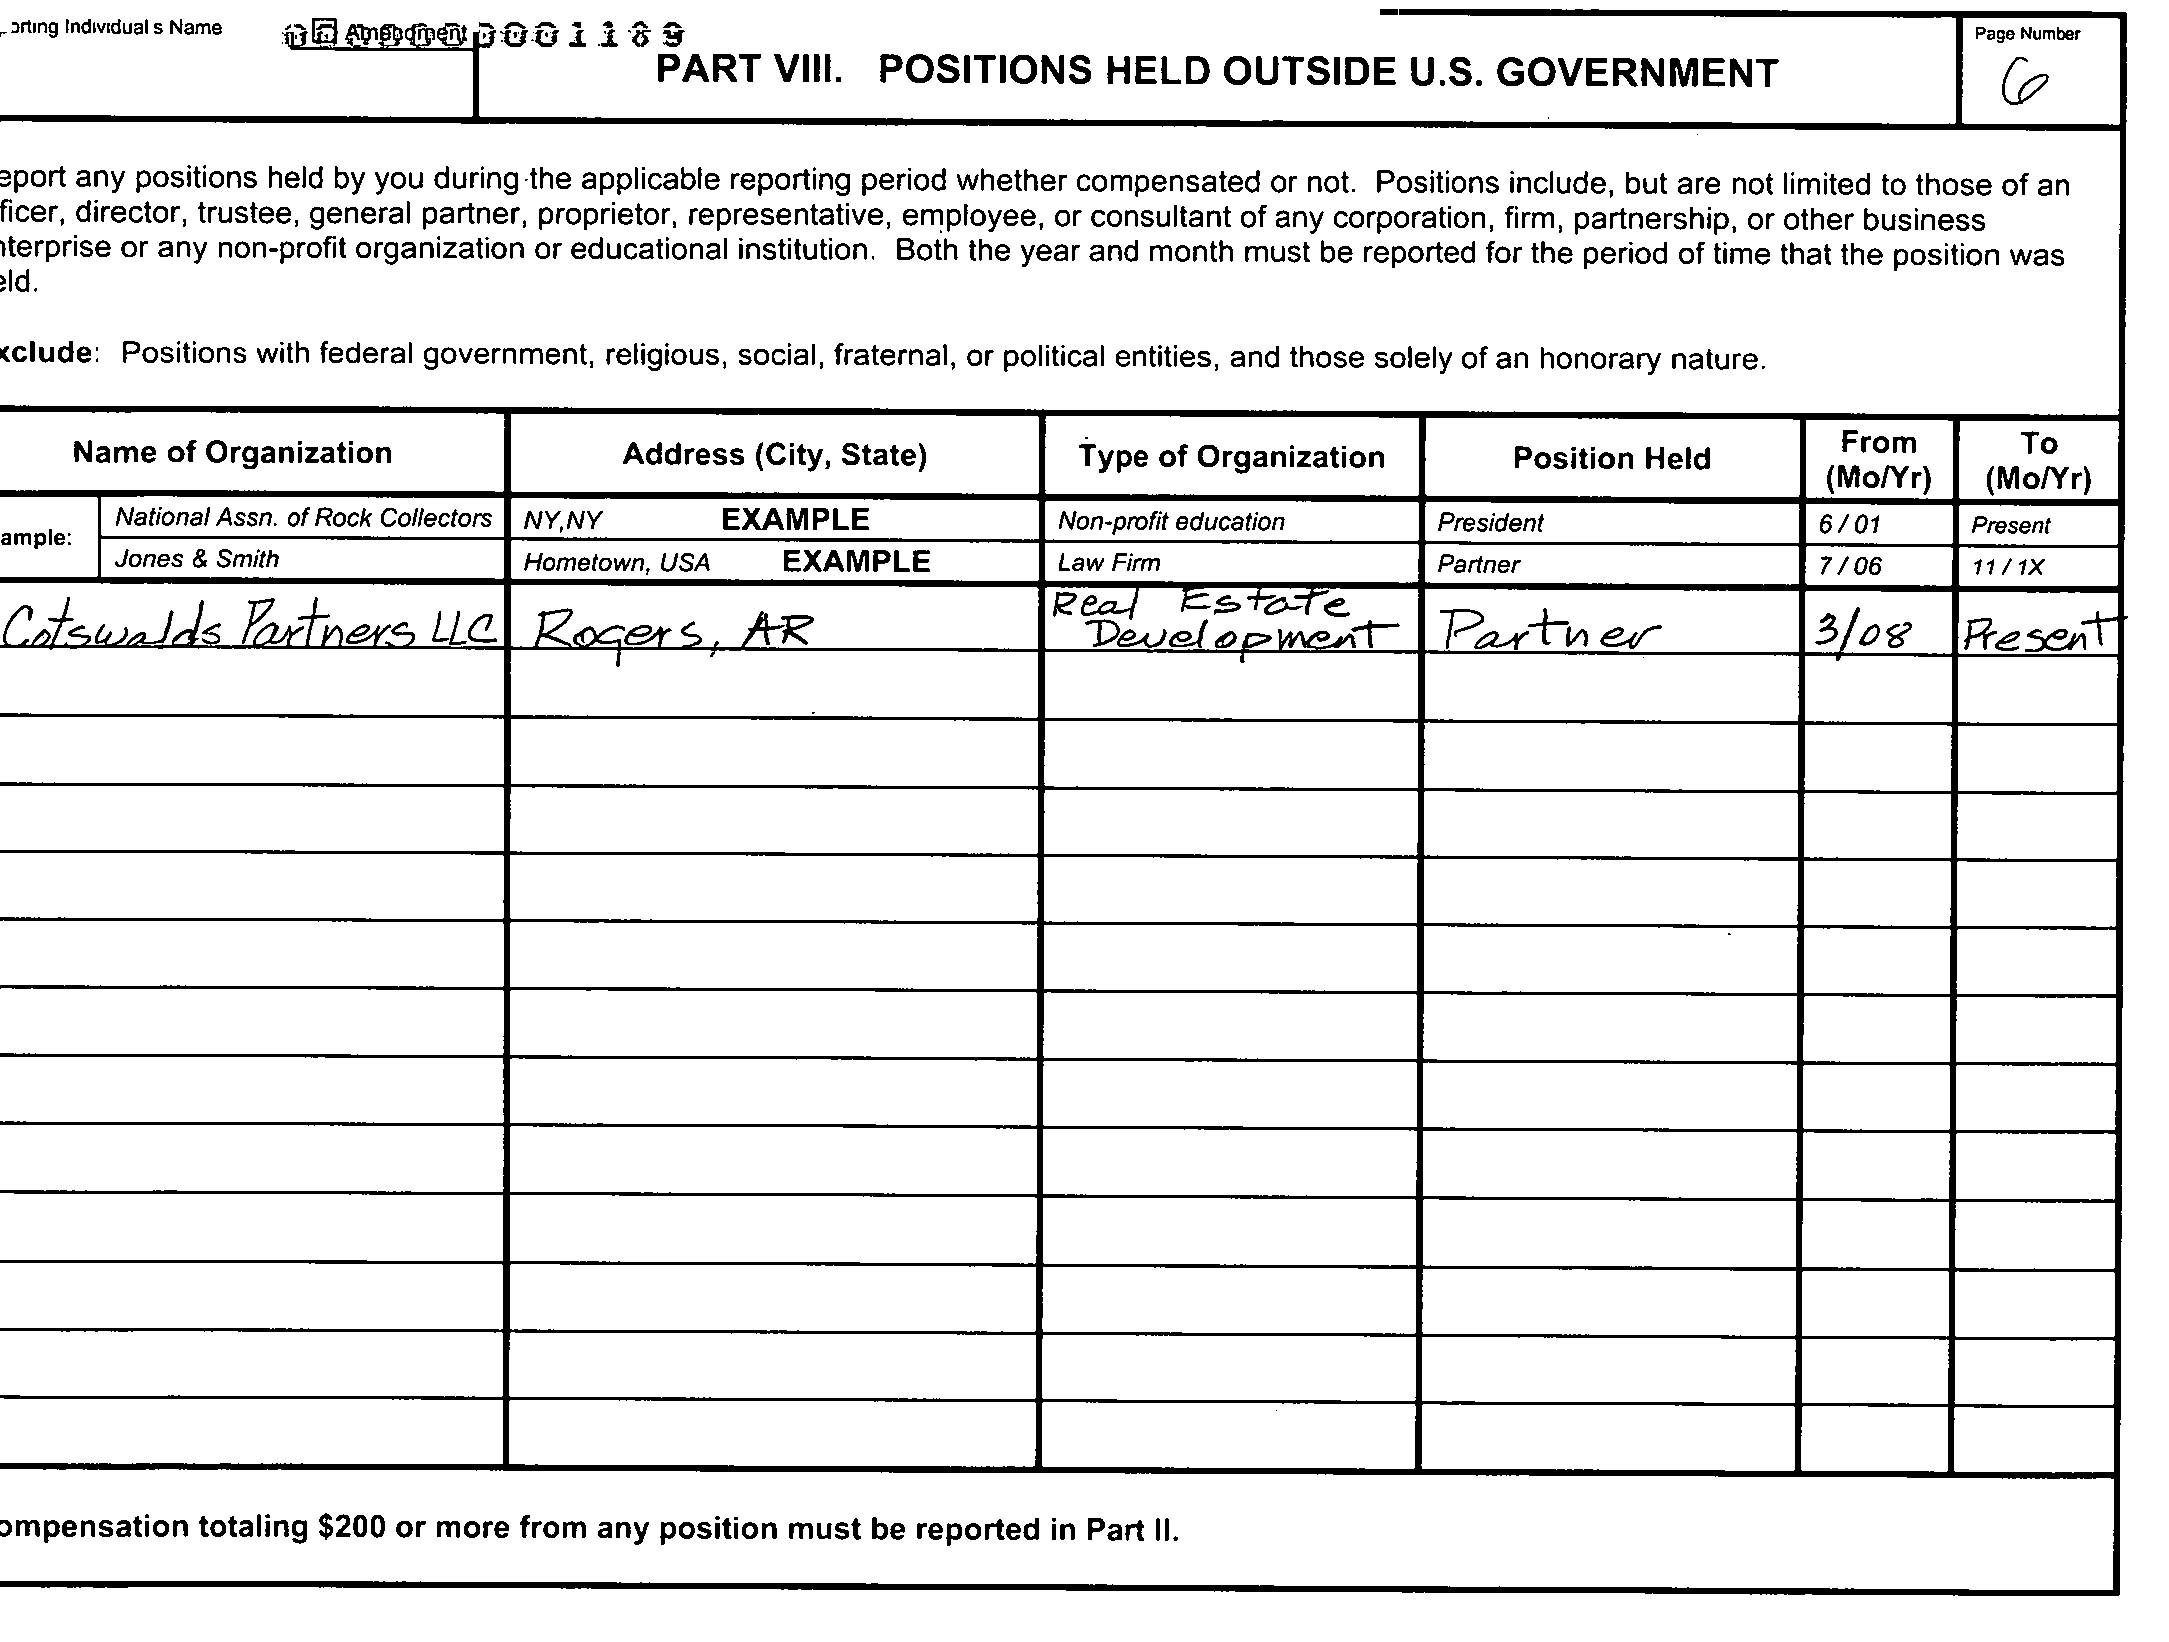 orting Individual s Name
Amendment
0001189
PART VIII. POSITIONS HELD OUTSIDE U.S. GOVERNMENT
Page Number
6
eport any positions held by you during the applicable reporting period whether compensated or not. Positions include, but are not limited to those of an
ficer, director, trustee, general partner, proprietor, representative, employee, or consultant of any corporation, firm, partnership, or other business
nterprise or any non-profit organization or educational institution. Both the year and month must be reported for the period of time that the position was
eld.
xclude: Positions with federal government, religious, social, fraternal, or political entities, and those solely of an honorary nature.
Name of Organization Address (City, State) Type of Organization Position Held From (Mo/Yr) To (Mo/Yr)
ample:
National Assn. of Rock Collectors NY,NY EXAMPLE Non-profit education President 6 / 01 Present
Jones & Smith Hometown, USA EXAMPLE Law Firm Partner 7 / 06 11 / 1X
Cotswalds Partners LLC Rogers, AR Real Estate Development Partner 3/08 Present
ompensation totaling $200 or more from any position must be reported in Part II.